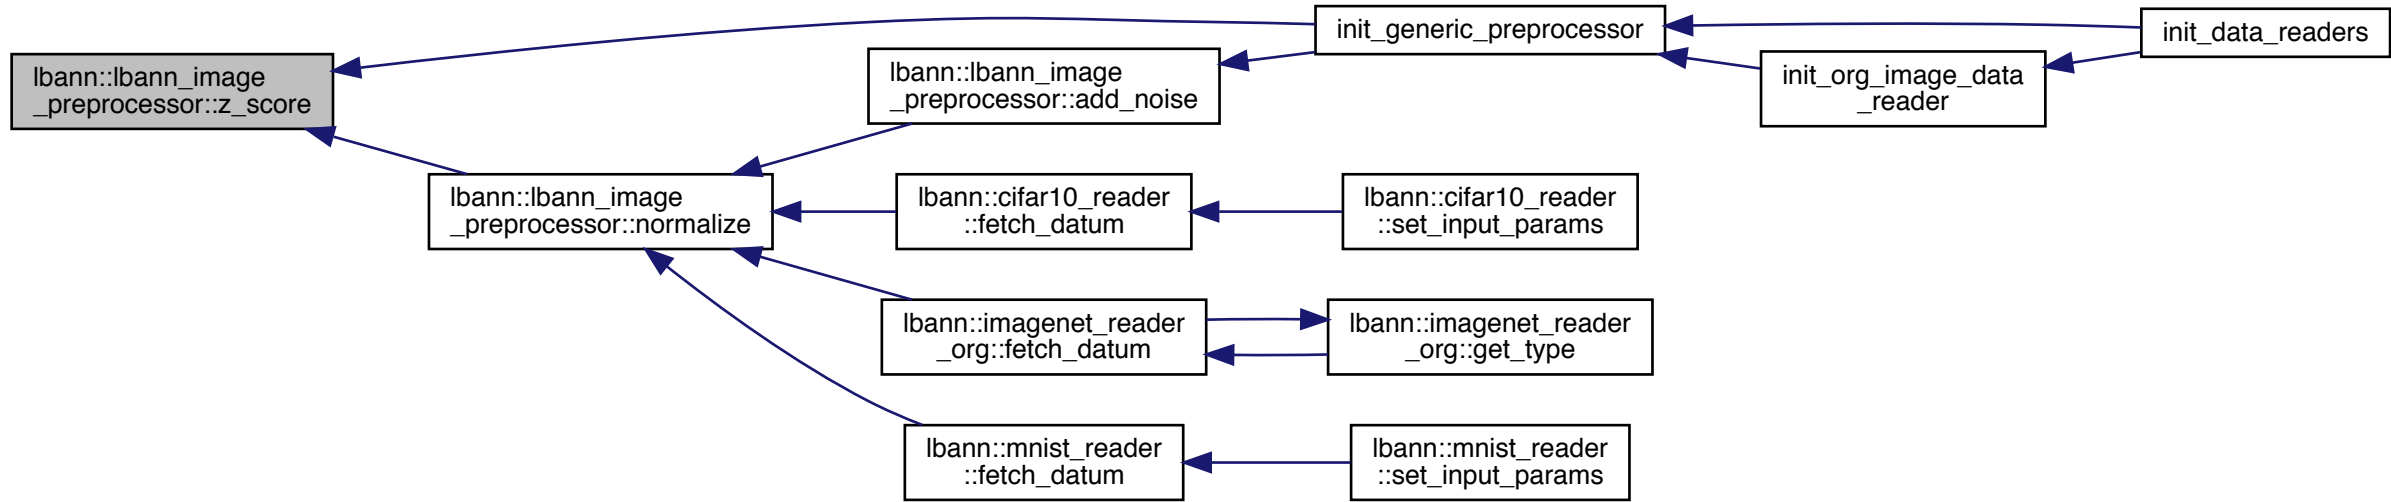 lbann::lbann_image
_preprocessor::z_score
lbann::lbann_image
_preprocessor::normalize
lbann::lbann_image
_preprocessor::add_noise
lbann::cifar10_reader
::fetch_datum
lbann::imagenet_reader
_org::fetch_datum
lbann::mnist_reader
::fetch_datum
init_generic_preprocessor
lbann::cifar10_reader
::set_input_params
lbann::imagenet_reader
_org::get_type
lbann::mnist_reader
::set_input_params
init_org_image_data
_reader
init_data_readers